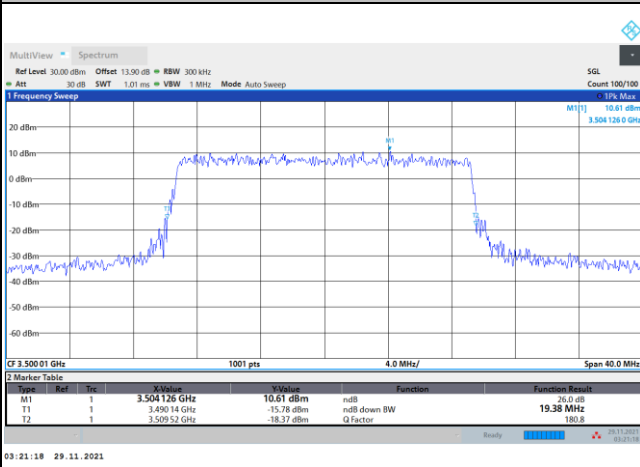 MultiView Spectrum
Ref Level 30.00 dBm Offset 13.90 dB RBW 300 kHz SGL
Att 30 dB SWT 1.01 ms VBW 1 MHz Mode Auto Sweep Count 100/100
1 Frequency Sweep 1Pk Max
M1[1] 10.61 dBm
3.504 126 0 GHz
20 dBm
M1
10 dBm
0 dBm
-10 dBm
T1 T2
-20 dBm
-30 dBm
-40 dBm
-50 dBm
-60 dBm
CF 3.500 01 GHz 1001 pts 4.0 MHz/ Span 40.0 MHz
2 Marker Table
Type Ref Trc X-Value Y-Value Function Function Result
M1 1 3.504 126 GHz 10.61 dBm ndB 26.0 dB
T1 1 3.490 14 GHz -15.78 dBm ndB down BW 19.38 MHz
T2 1 3.509 52 GHz -18.37 dBm Q Factor 180.8
Ready 29.11.2021
03:21:18
03:21:18 29.11.2021